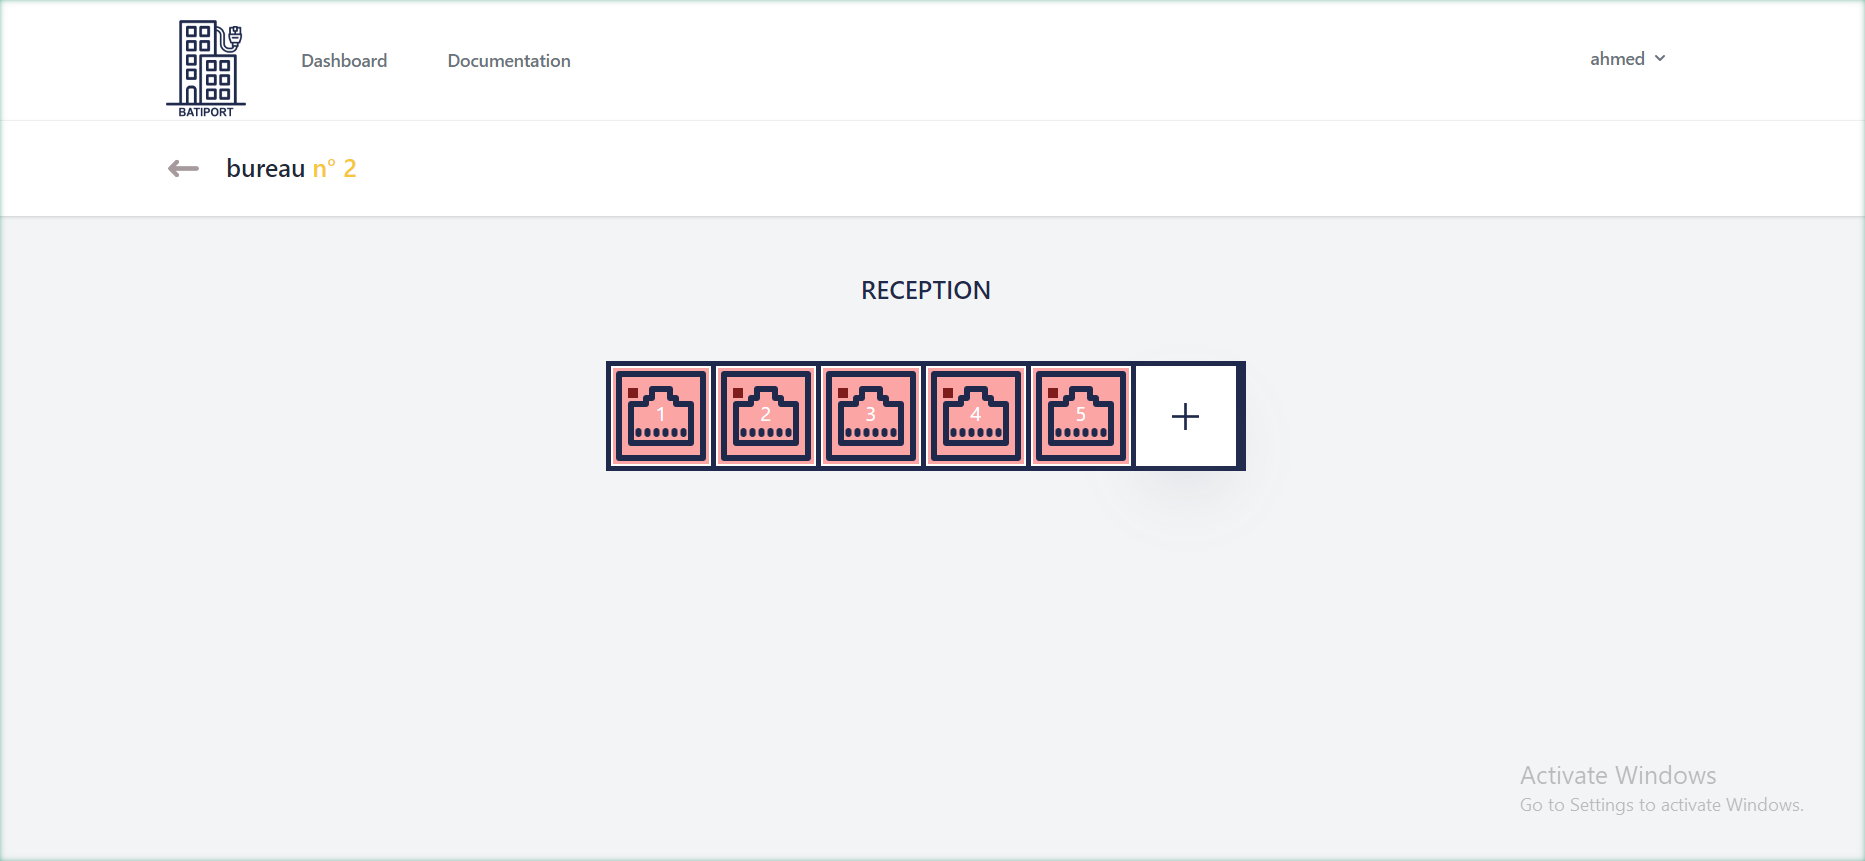 BATIPORT
Dashboard
Documentation
ahmed
bureau n° 2
RECEPTION
1 2 3 4 5
Activate Windows
Go to Settings to activate Windows.